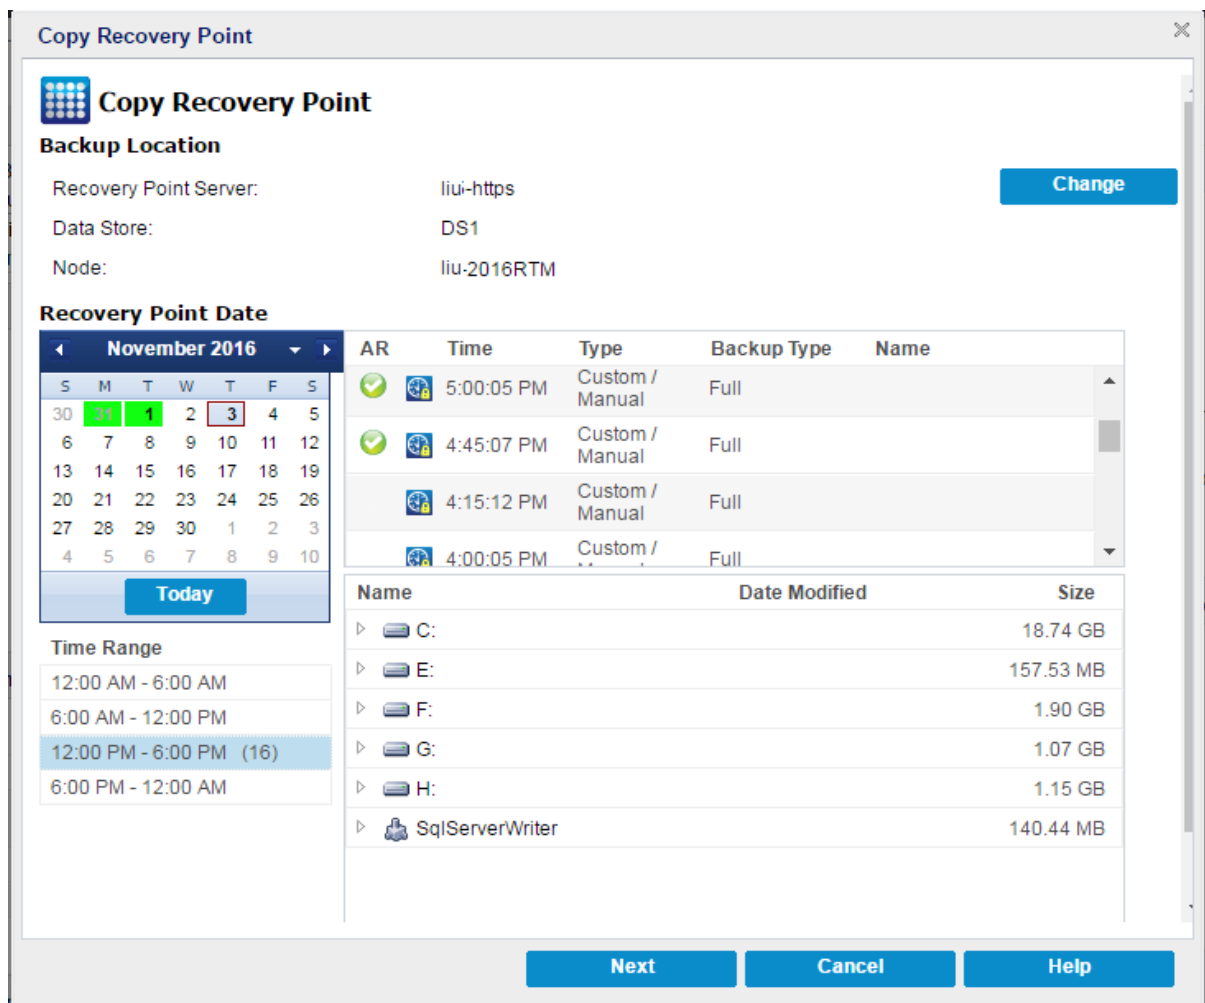 Copy Recovery Point
Copy Recovery Point
Backup Location
Recovery Point Server: liui-https
Change
Data Store: DS1
Node: liu-2016RTM
Recovery Point Date
November 2016
S M T W T F S
30 31 1 2 3 4 5
6 7 8 9 10 11 12
13 14 15 16 17 18 19
20 21 22 23 24 25 26
27 28 29 30 1 2 3
4 5 6 7 8 9 10
Today
Time Range
12:00 AM - 6:00 AM
6:00 AM - 12:00 PM
12:00 PM - 6:00 PM (16)
6:00 PM - 12:00 AM
AR Time Type Backup Type Name
5:00:05 PM Custom / Manual Full
4:45:07 PM Custom / Manual Full
4:15:12 PM Custom / Manual Full
4:00:05 PM Custom / Full
Name Date Modified Size
C: 18.74 GB
E: 157.53 MB
F: 1.90 GB
G: 1.07 GB
H: 1.15 GB
SqlServerWriter 140.44 MB
Next Cancel Help